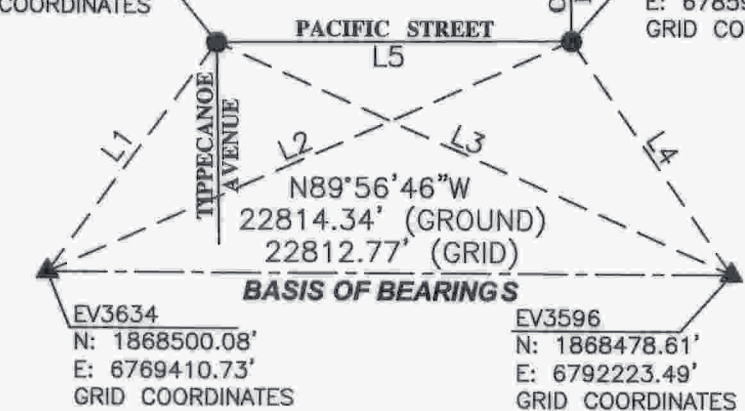 COORDINATES
GRID CO
PACIFIC STREET
L5
TIPPECANOE
AVENUE
L1
L2
L3
L4
N89°56'46"W
22814.34' (GROUND)
22812.77' (GRID)
BASIS OF BEARINGS
EV3634
N: 1868500.08'
E: 6769410.73'
GRID COORDINATES
EV3596
N: 1868478.61'
E: 6792223.49'
GRID COORDINATES